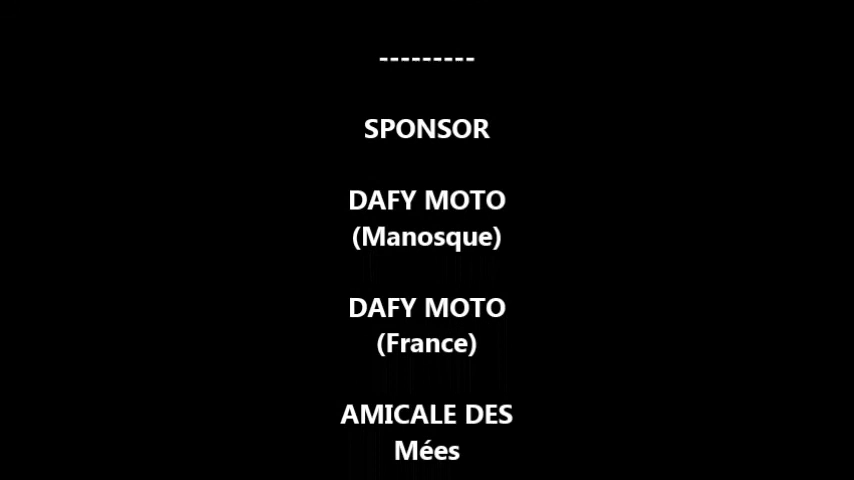 ---------
SPONSOR
DAFY MOTO
(Manosque)
DAFY MOTO
(France)
AMICALE DES
Mées